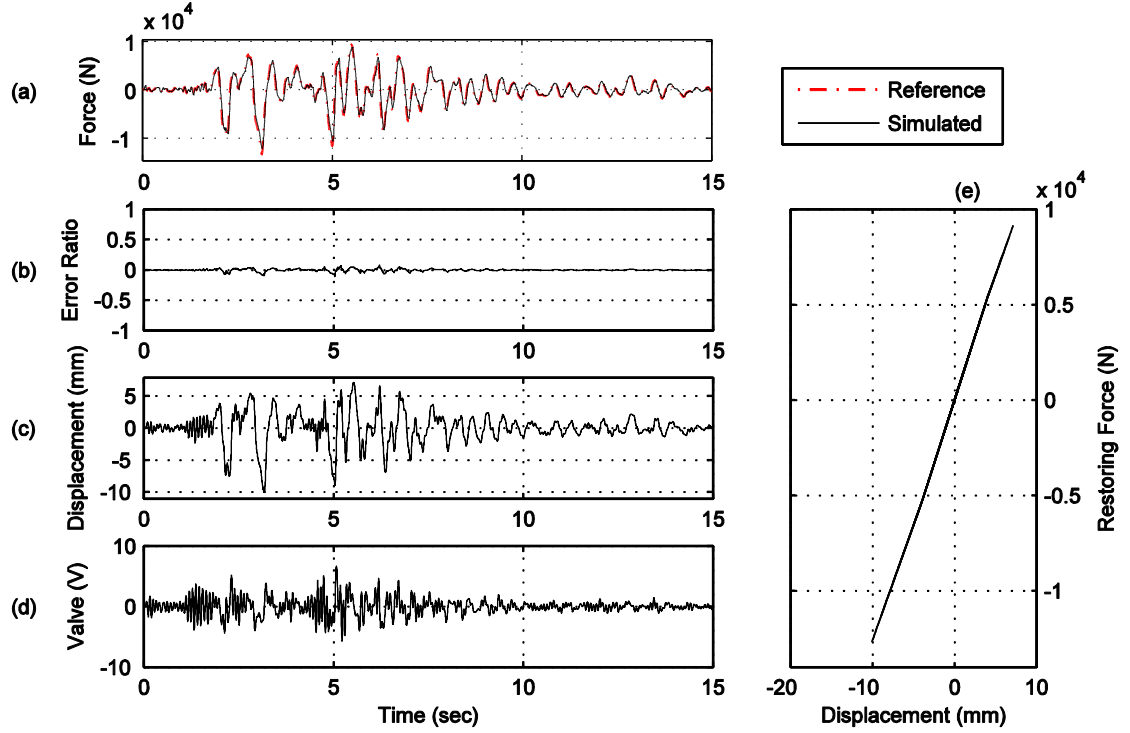 x 10^4
(a)
Force (N)
1
0
-1
0
5
10
15
Reference
Simulated
(b)
Error Ratio
1
0.5
0
-0.5
-1
0
5
10
15
(c)
Displacement (mm)
5
0
-5
-10
0
5
10
15
(d)
Valve (V)
10
0
-10
0
5
10
15
Time (sec)
(e)
x 10^4
1
0.5
0
-0.5
-1
Restoring Force (N)
-20
-10
0
10
Displacement (mm)